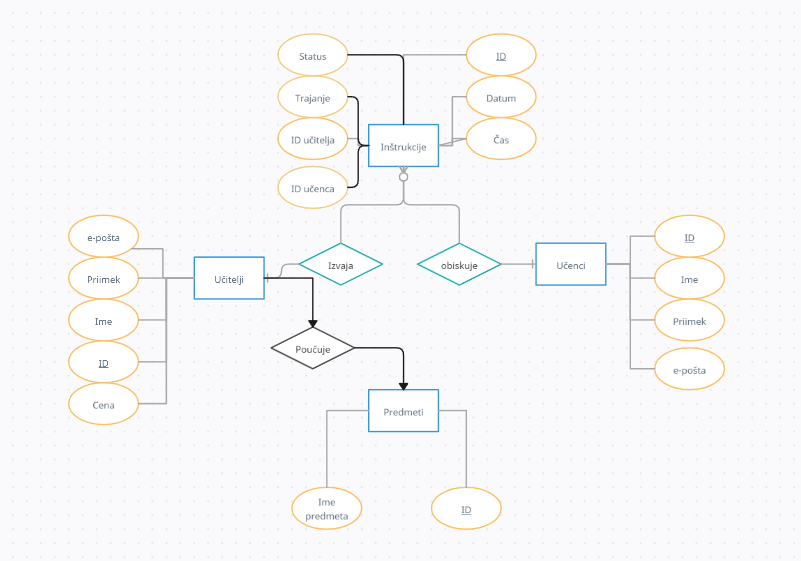 Status
ID
Trajanje
Datum
ID učitelja
Inštrukcije
Čas
ID učenca
e-pošta
ID
Priimek
Učitelji
Izvaja
obiskuje
Učenci
Ime
Ime
Poučuje
Priimek
ID
e-pošta
Cena
Predmeti
Ime
predmeta
ID